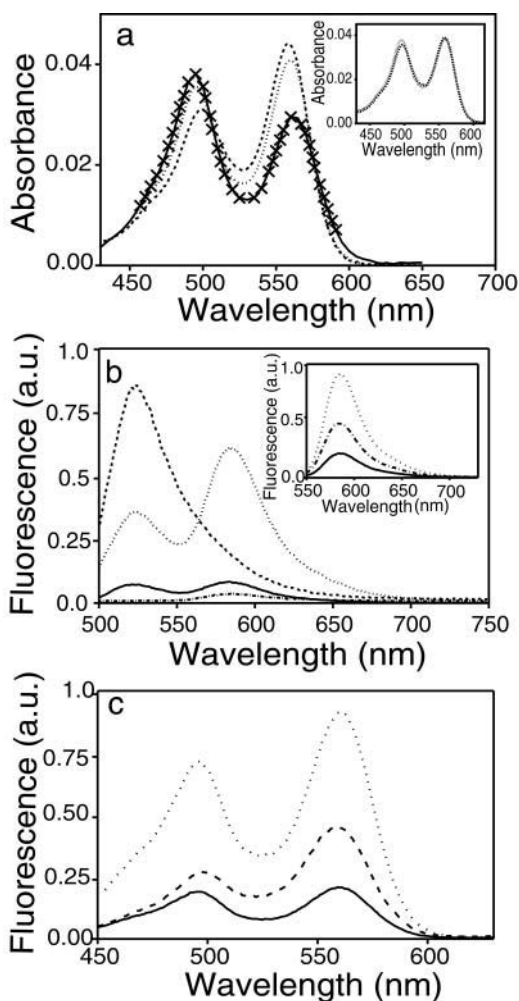 a
Absorbance
0.04
0.02
0.00
450 500 550 600 650 700
Wavelength (nm)
Absorbance
0.04
0.02
0.0
450 500 550 600
Wavelength (nm)
b
Fluorescence (a.u.)
1.0
0.75
0.5
0.25
0.0
500 550 600 650 700 750
Wavelength (nm)
Fluorescence (a.u.)
1.0
0.5
0.0
550 600 650 700
Wavelength (nm)
c
Fluorescence (a.u.)
1.0
0.75
0.50
0.25
0.00
450 500 550 600
Wavelength (nm)